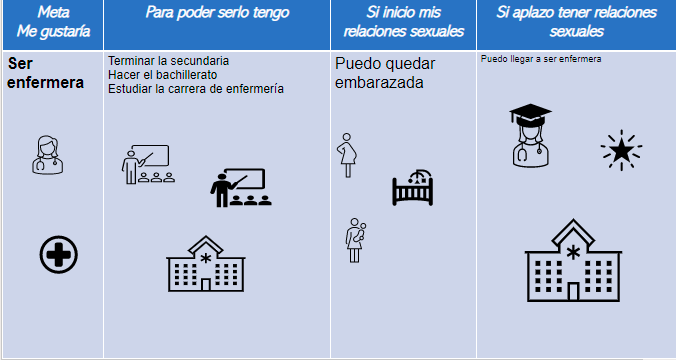 Meta
Me gustaría
Para poder serlo tengo
Si inicio mis
relaciones sexuales
Si aplazo tener relaciones
sexuales
Ser
enfermera
Terminar la secundaria
Hacer el bachillerato
Estudiar la carrera de enfermería
Puedo quedar
embarazada
Puedo llegar a ser enfermera